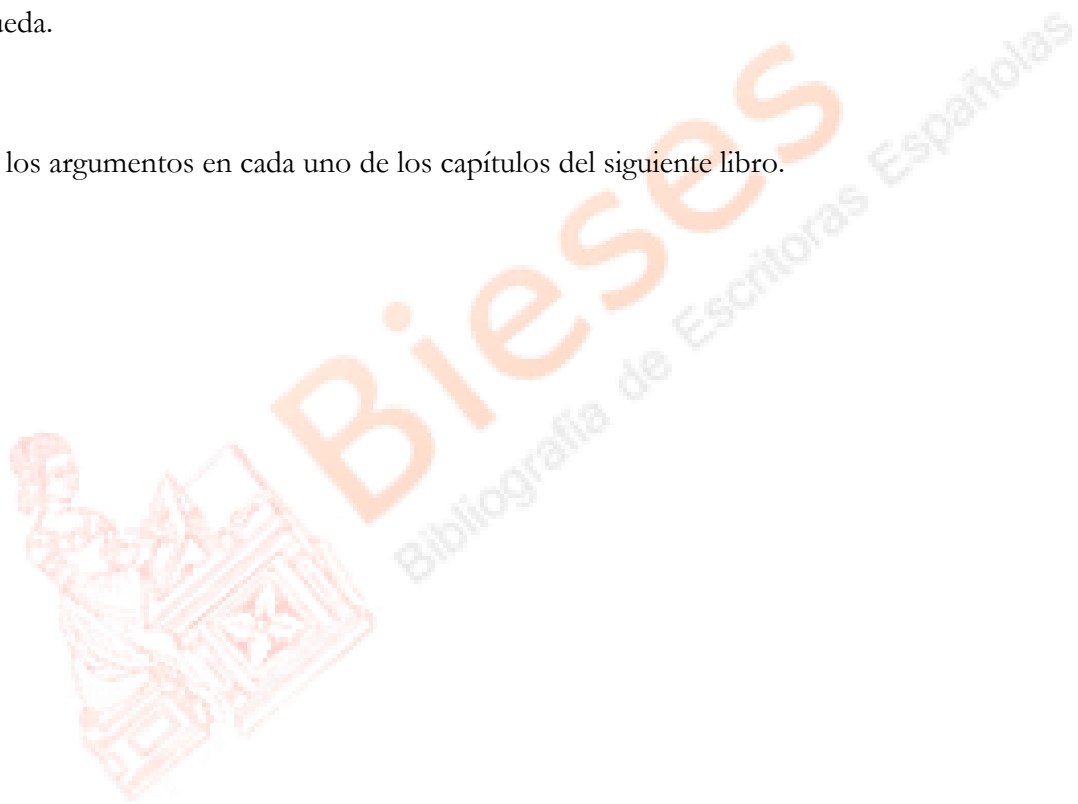 ueda.
los argumentos en cada uno de los capítulos del siguiente libro.
Bieses
Bibliografía de Escritoras Españolas